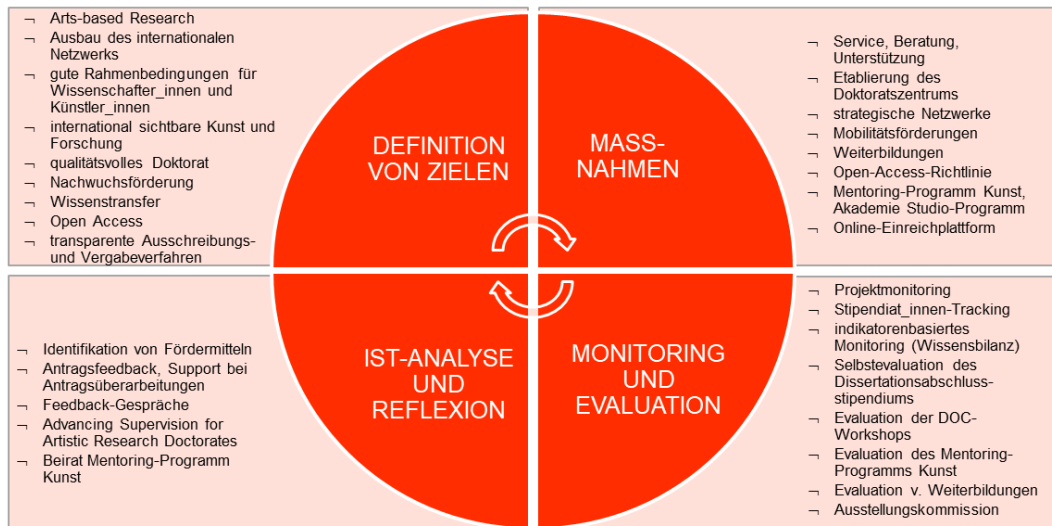 ¬ Arts-based Research
¬ Ausbau des internationalen
Netzwerks
¬ gute Rahmenbedingungen für
Wissenschafter_innen und
Künstler_innen
¬ international sichtbare Kunst und
Forschung
¬ qualitätsvolles Doktorat
¬ Nachwuchsförderung
¬ Wissenstransfer
¬ Open Access
¬ transparente Ausschreibungs-
und Vergabeverfahren
DEFINITION
VON ZIELEN
MASS-
NAHMEN
¬ Service, Beratung,
Unterstützung
¬ Etablierung des
Doktoratszentrums
¬ strategische Netzwerke
¬ Mobilitätsförderungen
¬ Weiterbildungen
¬ Open-Access-Richtlinie
¬ Mentoring-Programm Kunst,
Akademie Studio-Programm
¬ Online-Einreichplattform
¬ Identifikation von Fördermitteln
¬ Antragsfeedback, Support bei
Antragsüberarbeitungen
¬ Feedback-Gespräche
¬ Advancing Supervision for
Artistic Research Doctorates
¬ Beirat Mentoring-Programm
Kunst
IST-ANALYSE
UND
REFLEXION
MONITORING
UND
EVALUATION
¬ Projektmonitoring
¬ Stipendiat_innen-Tracking
¬ indikatorenbasiertes
Monitoring (Wissensbilanz)
¬ Selbstevaluation des
Dissertationsabschluss-
stipendiums
¬ Evaluation der DOC-
Workshops
¬ Evaluation des Mentoring-
Programms Kunst
¬ Evaluation v. Weiterbildungen
¬ Ausstellungskommission